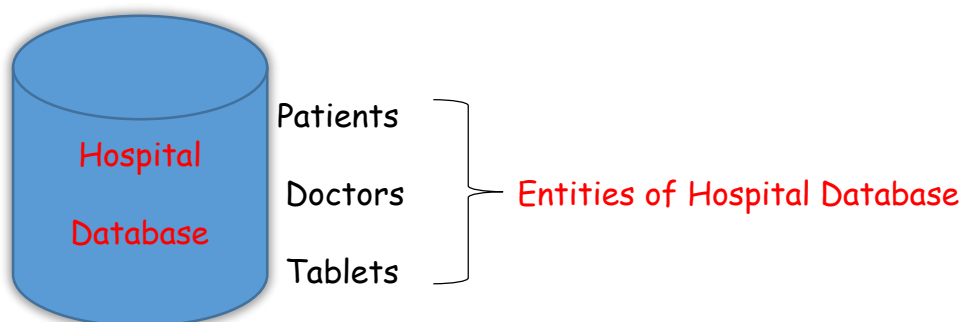 Hospital
Database
Patients
Doctors
Tablets
Entities of Hospital Database